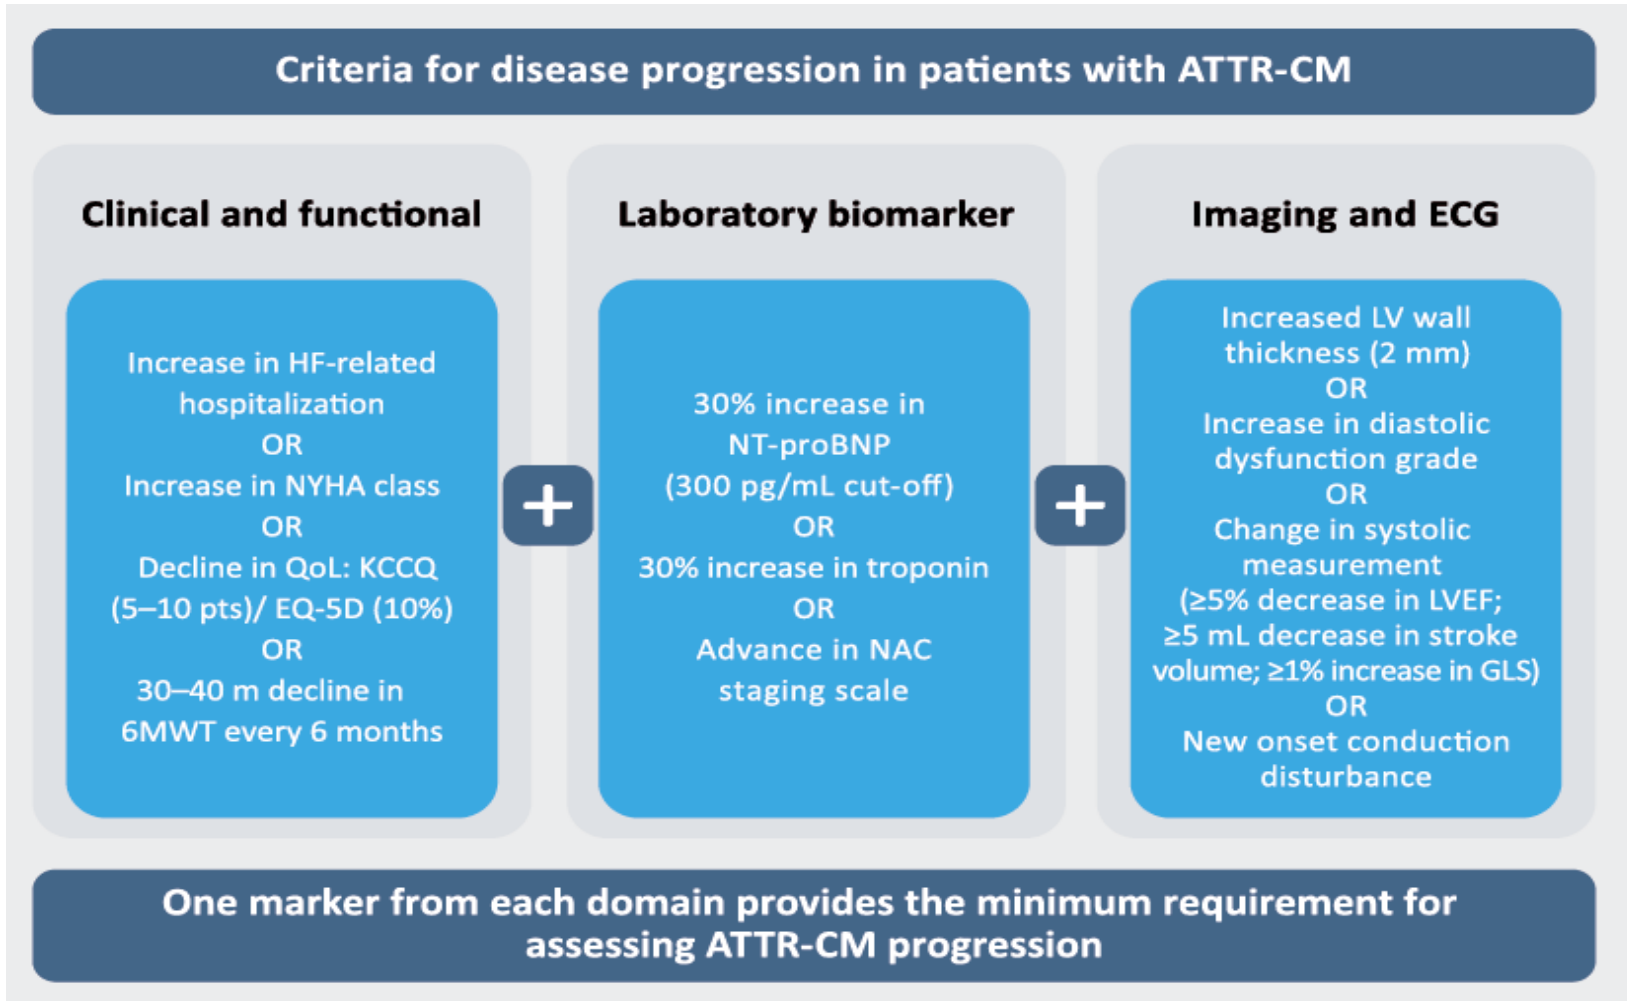 Criteria for disease progression in patients with ATTR-CM
Clinical and functional
Increase in HF-related
hospitalization
OR
Increase in NYHA class
OR
Decline in QoL: KCCQ
(5–10 pts)/ EQ-5D (10%)
OR
30–40 m decline in
6MWT every 6 months
+
Laboratory biomarker
30% increase in
NT-proBNP
(300 pg/mL cut-off)
OR
30% increase in troponin
OR
Advance in NAC
staging scale
+
Imaging and ECG
Increased LV wall
thickness (2 mm)
OR
Increase in diastolic
dysfunction grade
OR
Change in systolic
measurement
(≥5% decrease in LVEF;
≥5 mL decrease in stroke
volume; ≥1% increase in GLS)
OR
New onset conduction
disturbance
One marker from each domain provides the minimum requirement for
assessing ATTR-CM progression